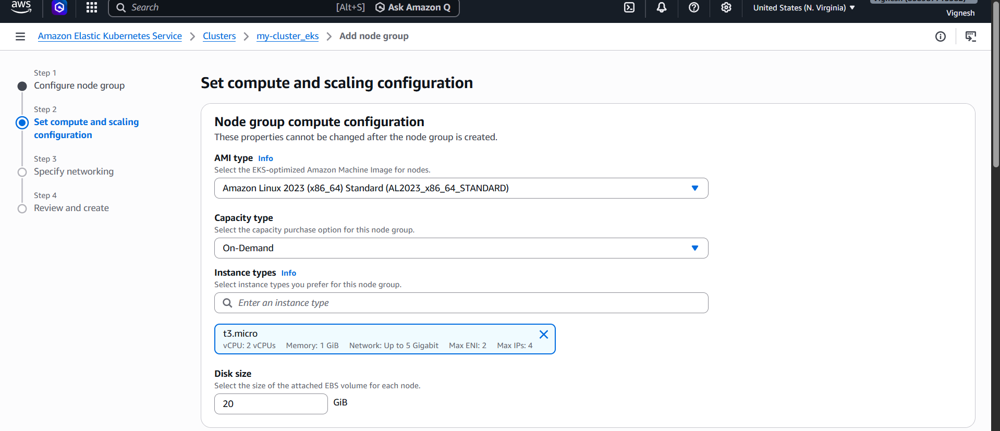 aws
Search
[Alt+S]
Ask Amazon Q
United States (N. Virginia)
Vignesh
Amazon Elastic Kubernetes Service
Clusters
my-cluster_eks
Add node group
Step 1
Configure node group
Step 2
Set compute and scaling
configuration
Step 3
Specify networking
Step 4
Review and create
Set compute and scaling configuration
Node group compute configuration
These properties cannot be changed after the node group is created.
AMI type Info
Select the EKS-optimized Amazon Machine Image for nodes.
Amazon Linux 2023 (x86_64) Standard (AL2023_x86_64_STANDARD)
Capacity type
Select the capacity purchase option for this node group.
On-Demand
Instance types Info
Select instance types you prefer for this node group.
Enter an instance type
t3.micro
vCPU: 2 vCPUs Memory: 1 GiB Network: Up to 5 Gigabit Max ENI: 2 Max IPs: 4
Disk size
Select the size of the attached EBS volume for each node.
20 GiB